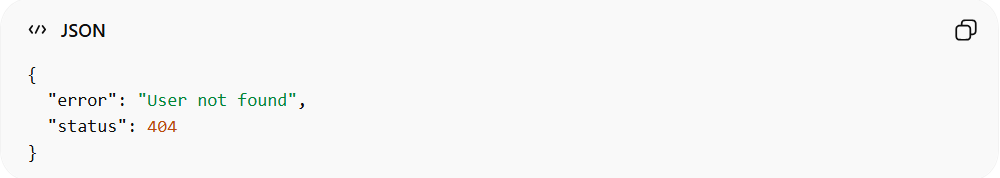 JSON
{
  "error": "User not found",
  "status": 404
}